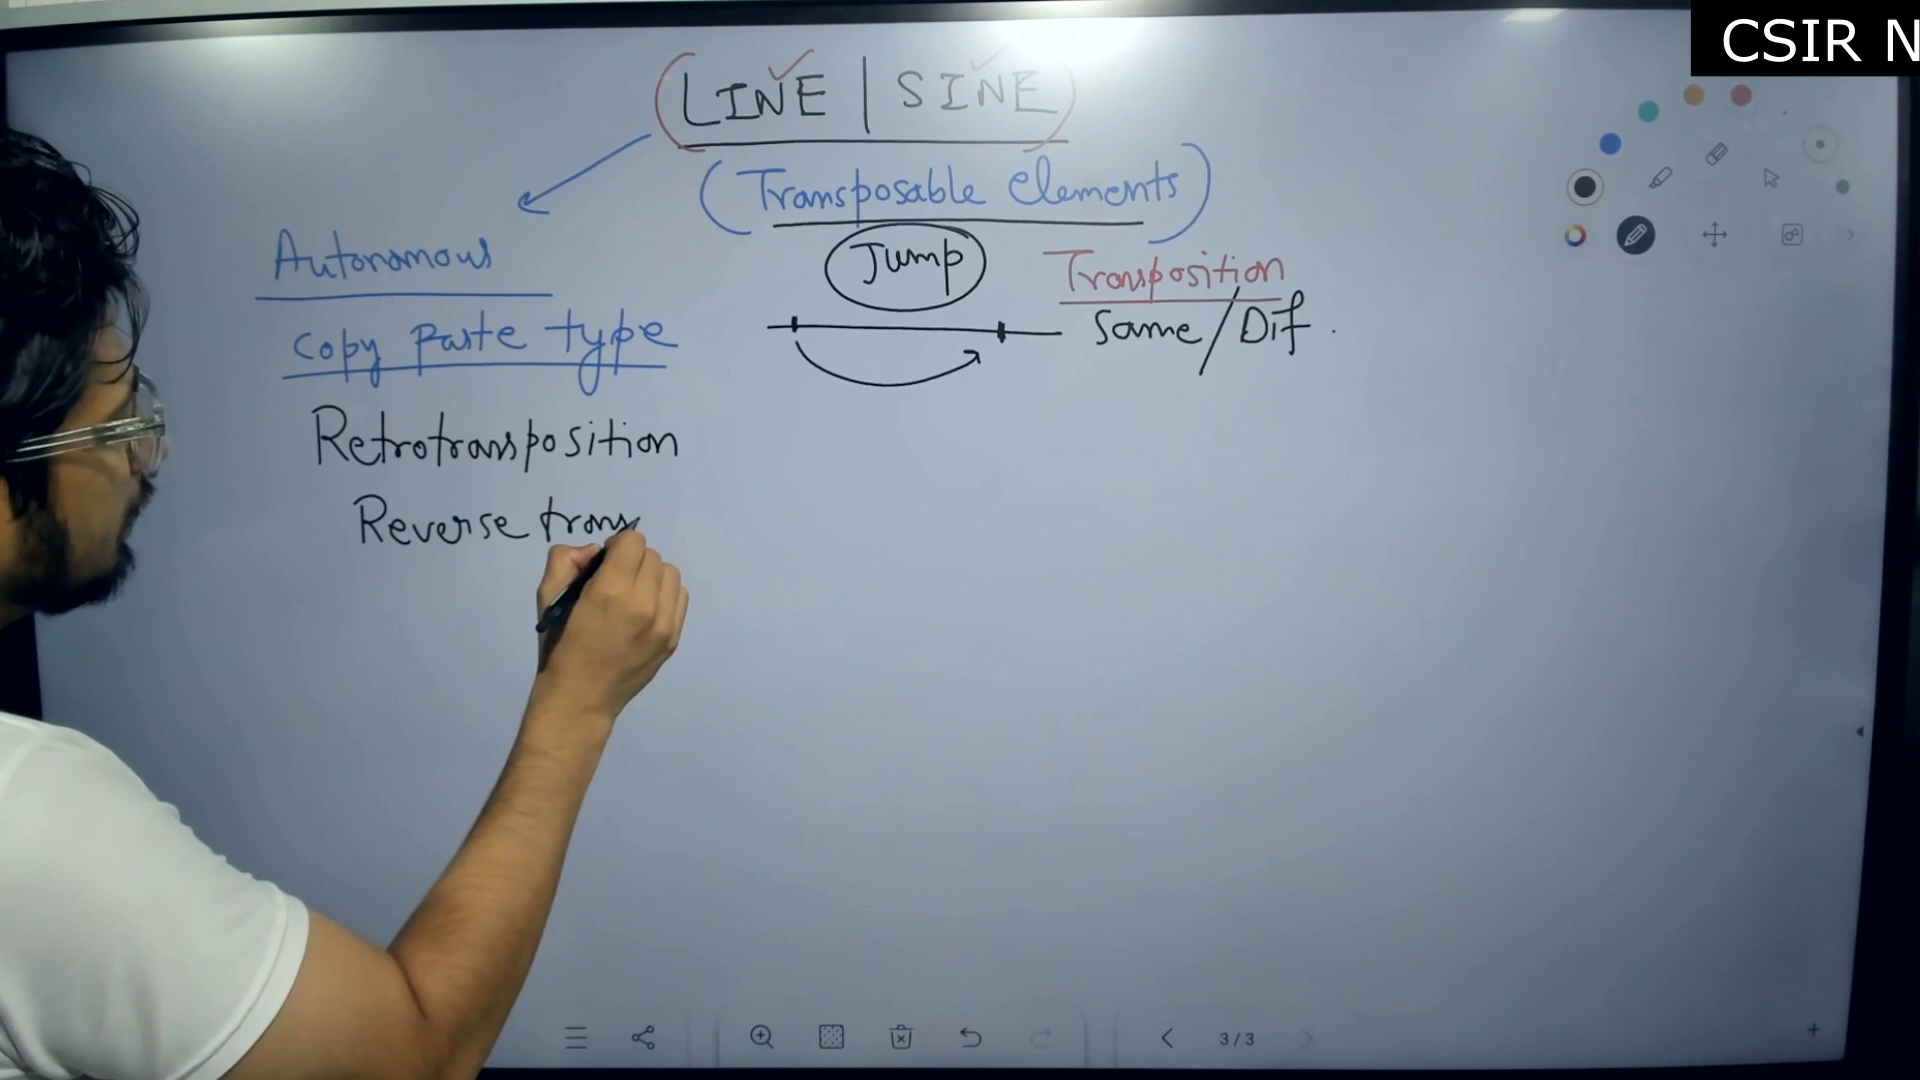 CSIR N
LINE | SINE
(Transposable elements)
Autonomous
Jump
Transposition
Copy Paste type
Same/Dif.
Retrotransposition
Reverse trans
3/3